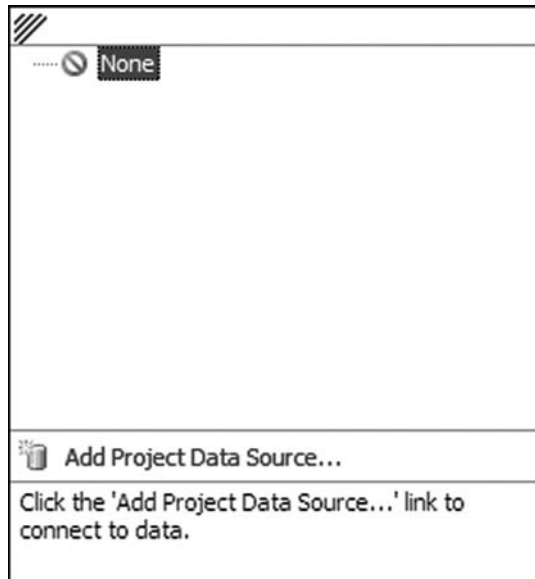 None
Add Project Data Source...
Click the 'Add Project Data Source...' link to
connect to data.